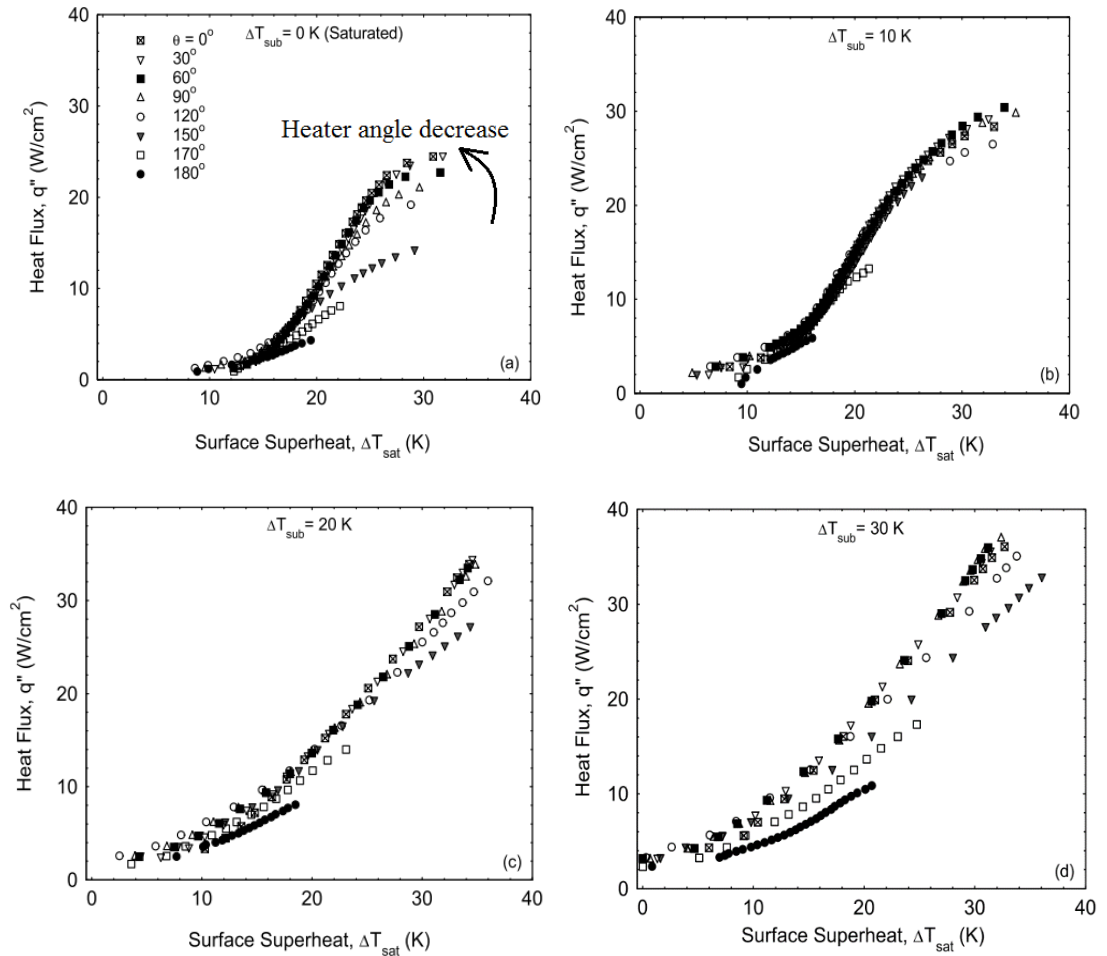 ΔTsub= 0 K (Saturated)
θ = 0°
30°
60°
90°
120°
150°
170°
180°
Heater angle decrease
40
30
20
10
0
Heat Flux, q" (W/cm²)
(a)
0 10 20 30 40
Surface Superheat, ΔTsat (K)
ΔTsub= 10 K
40
30
20
10
0
Heat Flux, q" (W/cm²)
(b)
0 10 20 30 40
Surface Superheat, ΔTsat (K)
ΔTsub= 20 K
40
30
20
10
0
Heat Flux, q" (W/cm²)
(c)
0 10 20 30 40
Surface Superheat, ΔTsat (K)
ΔTsub= 30 K
40
30
20
10
0
Heat Flux, q" (W/cm²)
(d)
0 10 20 30 40
Surface Superheat, ΔTsat (K)